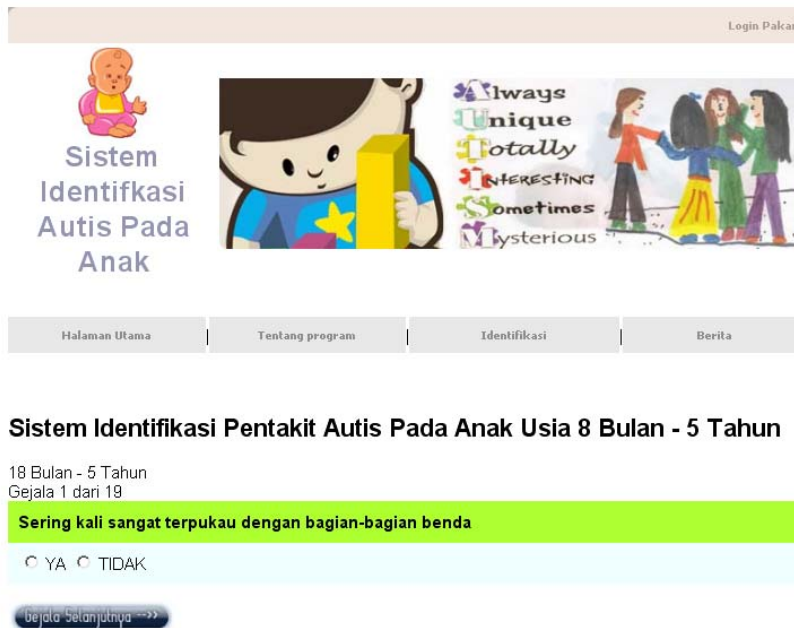 Login Pakar
Sistem
Identifkasi
Autis Pada
Anak
Always
Unique
Totally
INTERESTING
Sometimes
Mysterious
Halaman Utama
Tentang program
Identifikasi
Berita
Sistem Identifikasi Pentakit Autis Pada Anak Usia 8 Bulan - 5 Tahun
18 Bulan - 5 Tahun
Gejala 1 dari 19
Sering kali sangat terpukau dengan bagian-bagian benda
YA TIDAK
Gejala Selanjutnya -->>